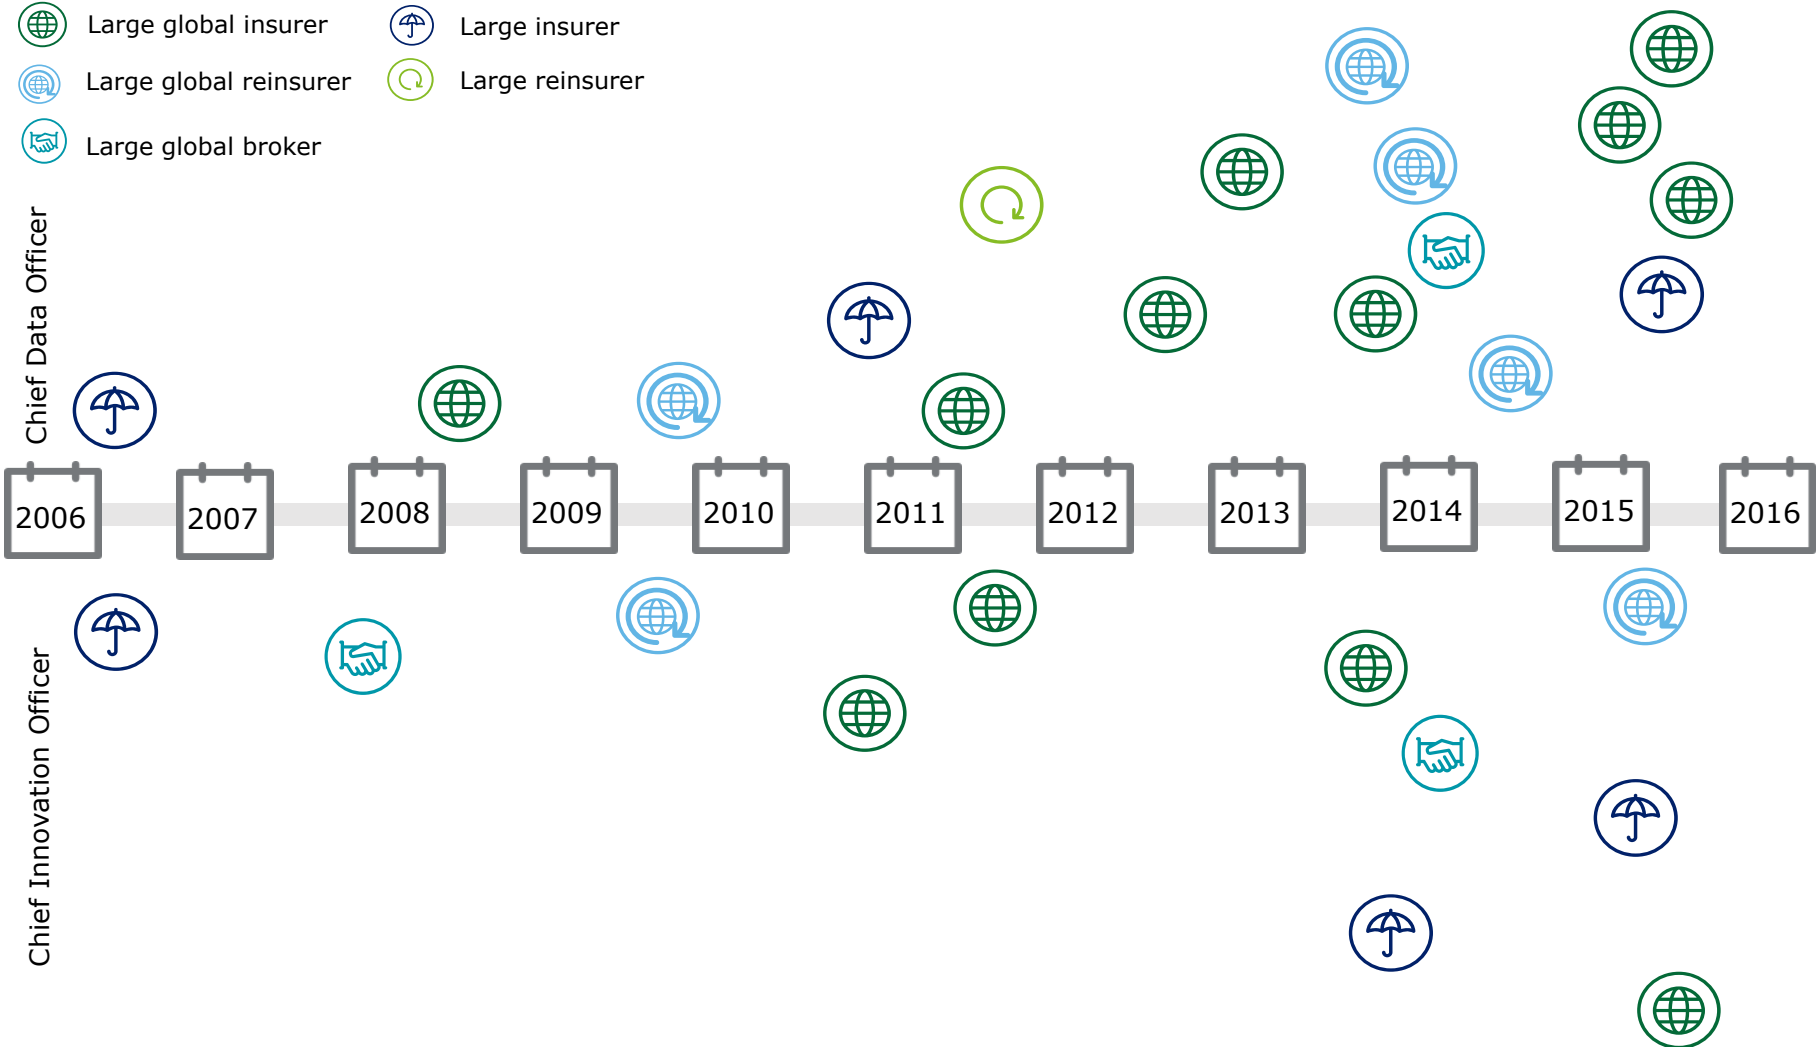 Large global insurer
Large insurer
Large global reinsurer
Large reinsurer
Large global broker
Chief Data Officer
2006
2007
2008
2009
2010
2011
2012
2013
2014
2015
2016
Chief Innovation Officer